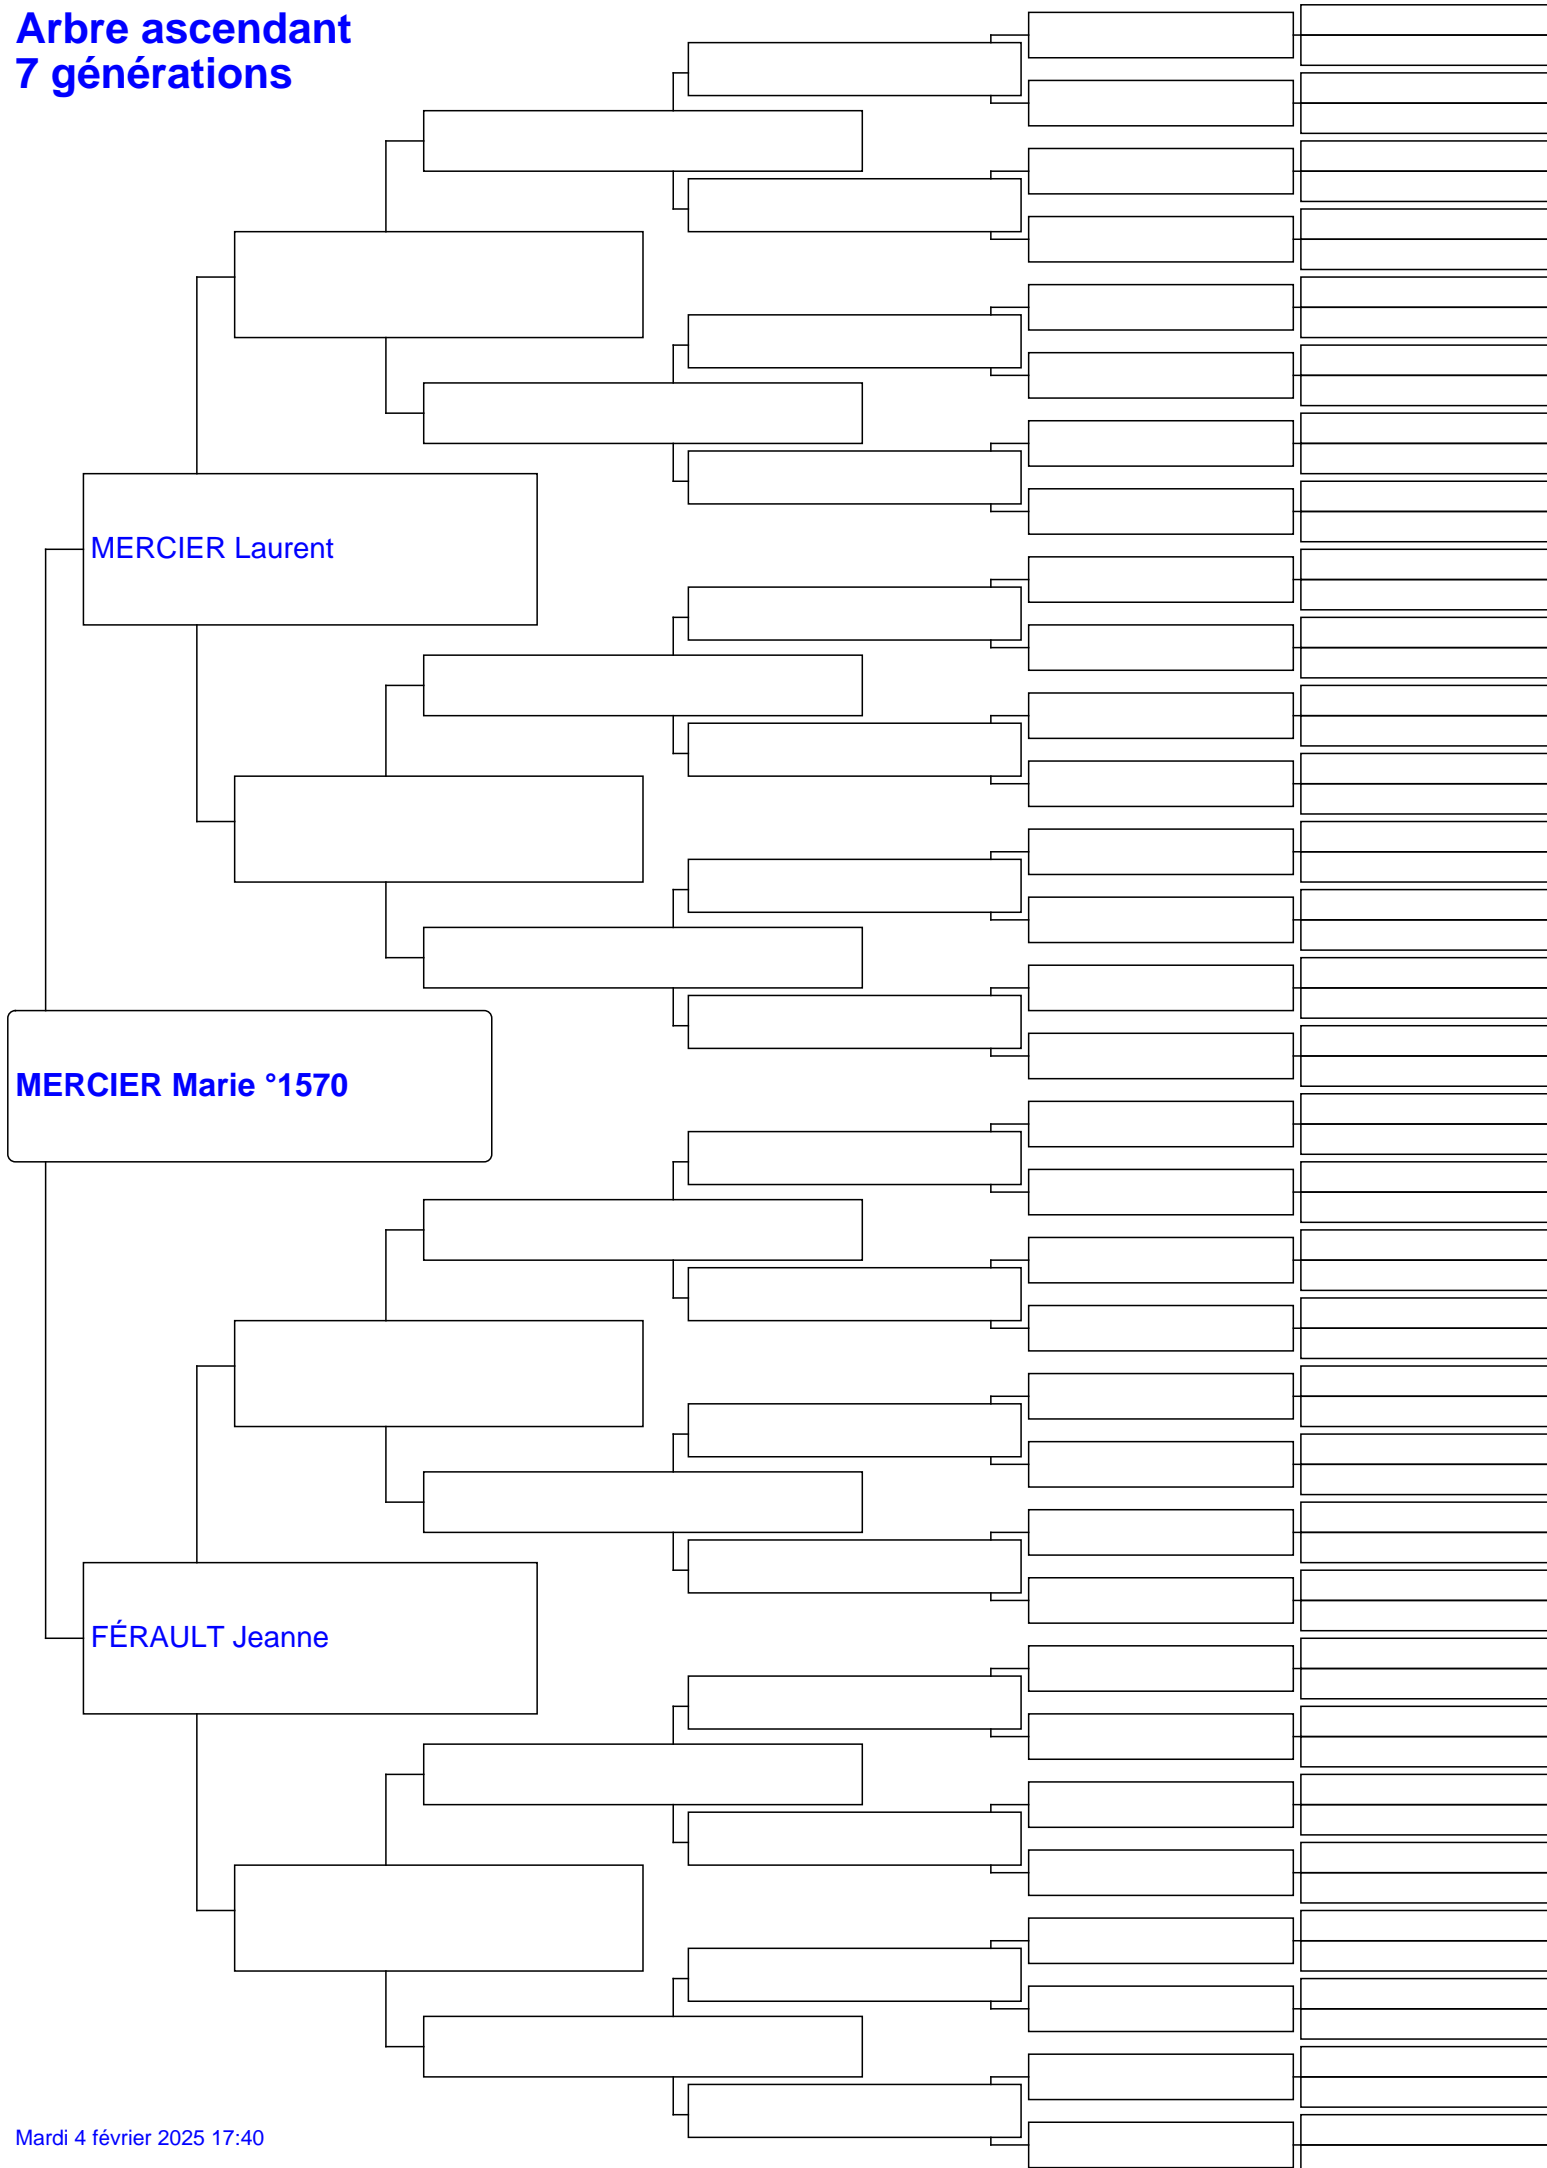 Arbre ascendant
7 générations
MERCIER Laurent
MERCIER Marie °1570
FÉRAULT Jeanne
Mardi 4 février 2025 17:40